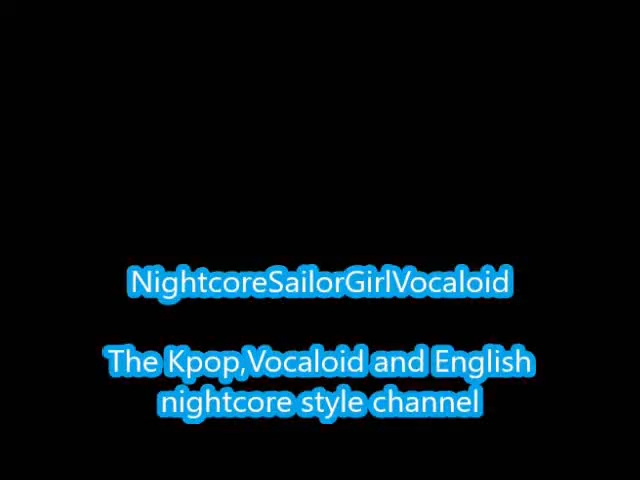 NightcoreSailorGirlVocaloid
The Kpop,Vocaloid and English
nightcore style channel